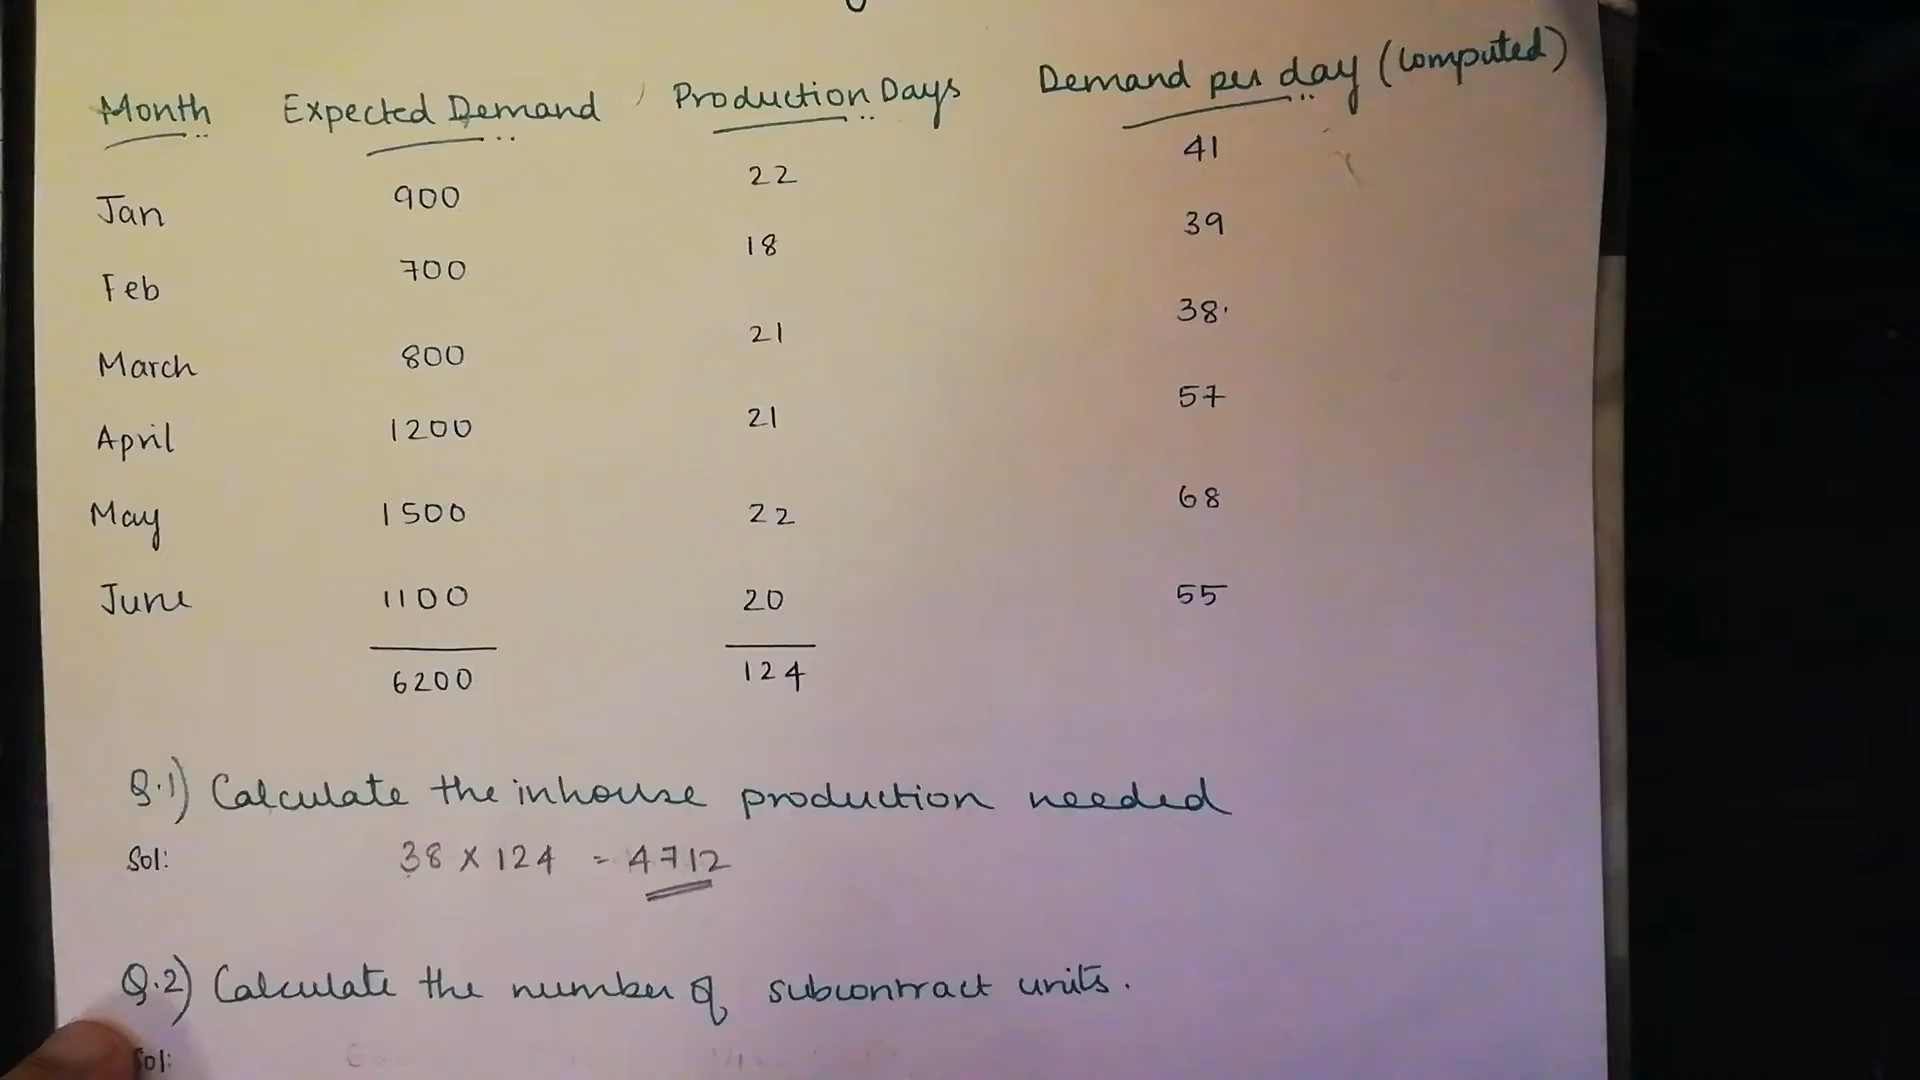 Month Expected Demand Production Days Demand per day (Computed)
Jan 900 22 41
Feb 700 18 39
March 800 21 38.
April 1200 21 57
May 1500 22 68
June 1100 20 55
6200 124
Q.1) Calculate the inhouse production needed
Sol: 38 x 124 = 4712
Q.2) Calculate the number of subcontract units.
Sol: